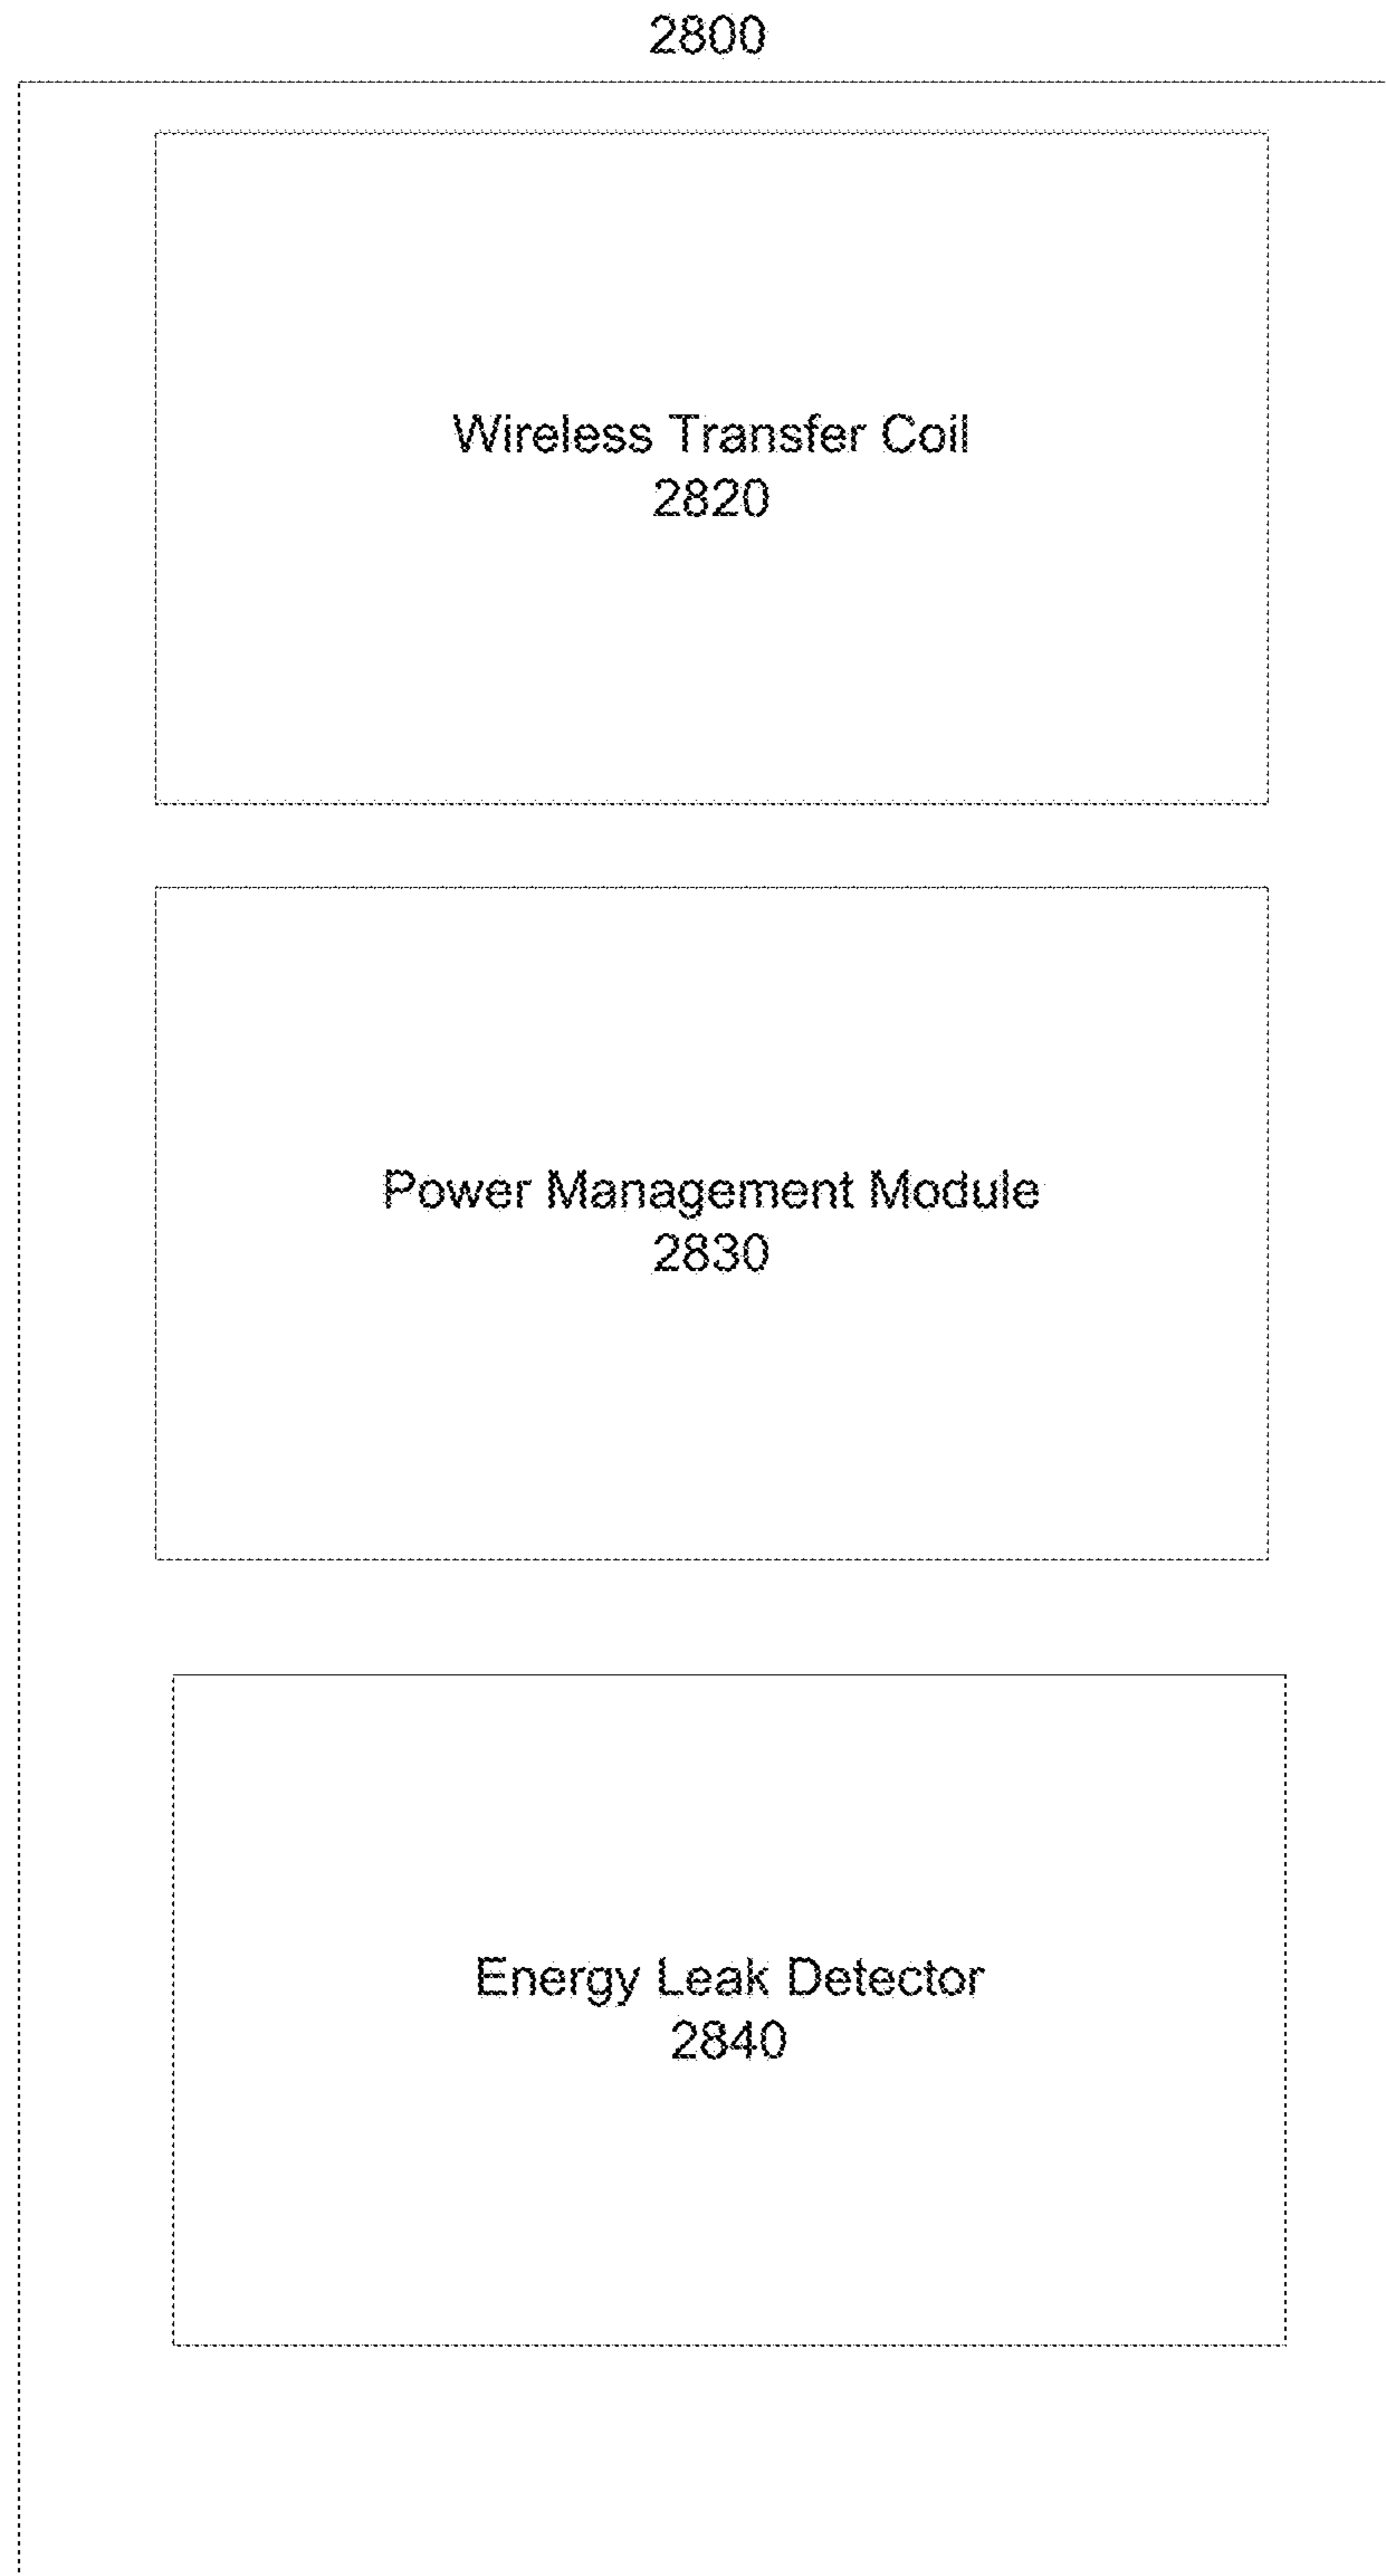 2800
Wireless Transfer Coil
2820
Power Management Module
2830
Energy Leak Detector
2840